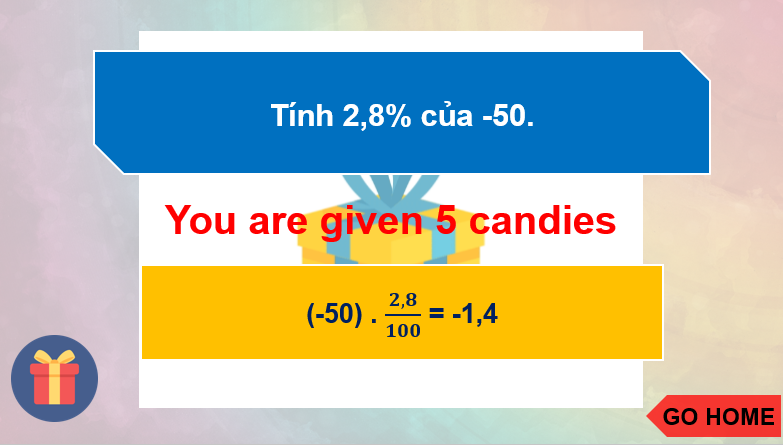 Tính 2,8% của -50.
You are given 5 candies
(-50) . 2,8/100 = -1,4
GO HOME